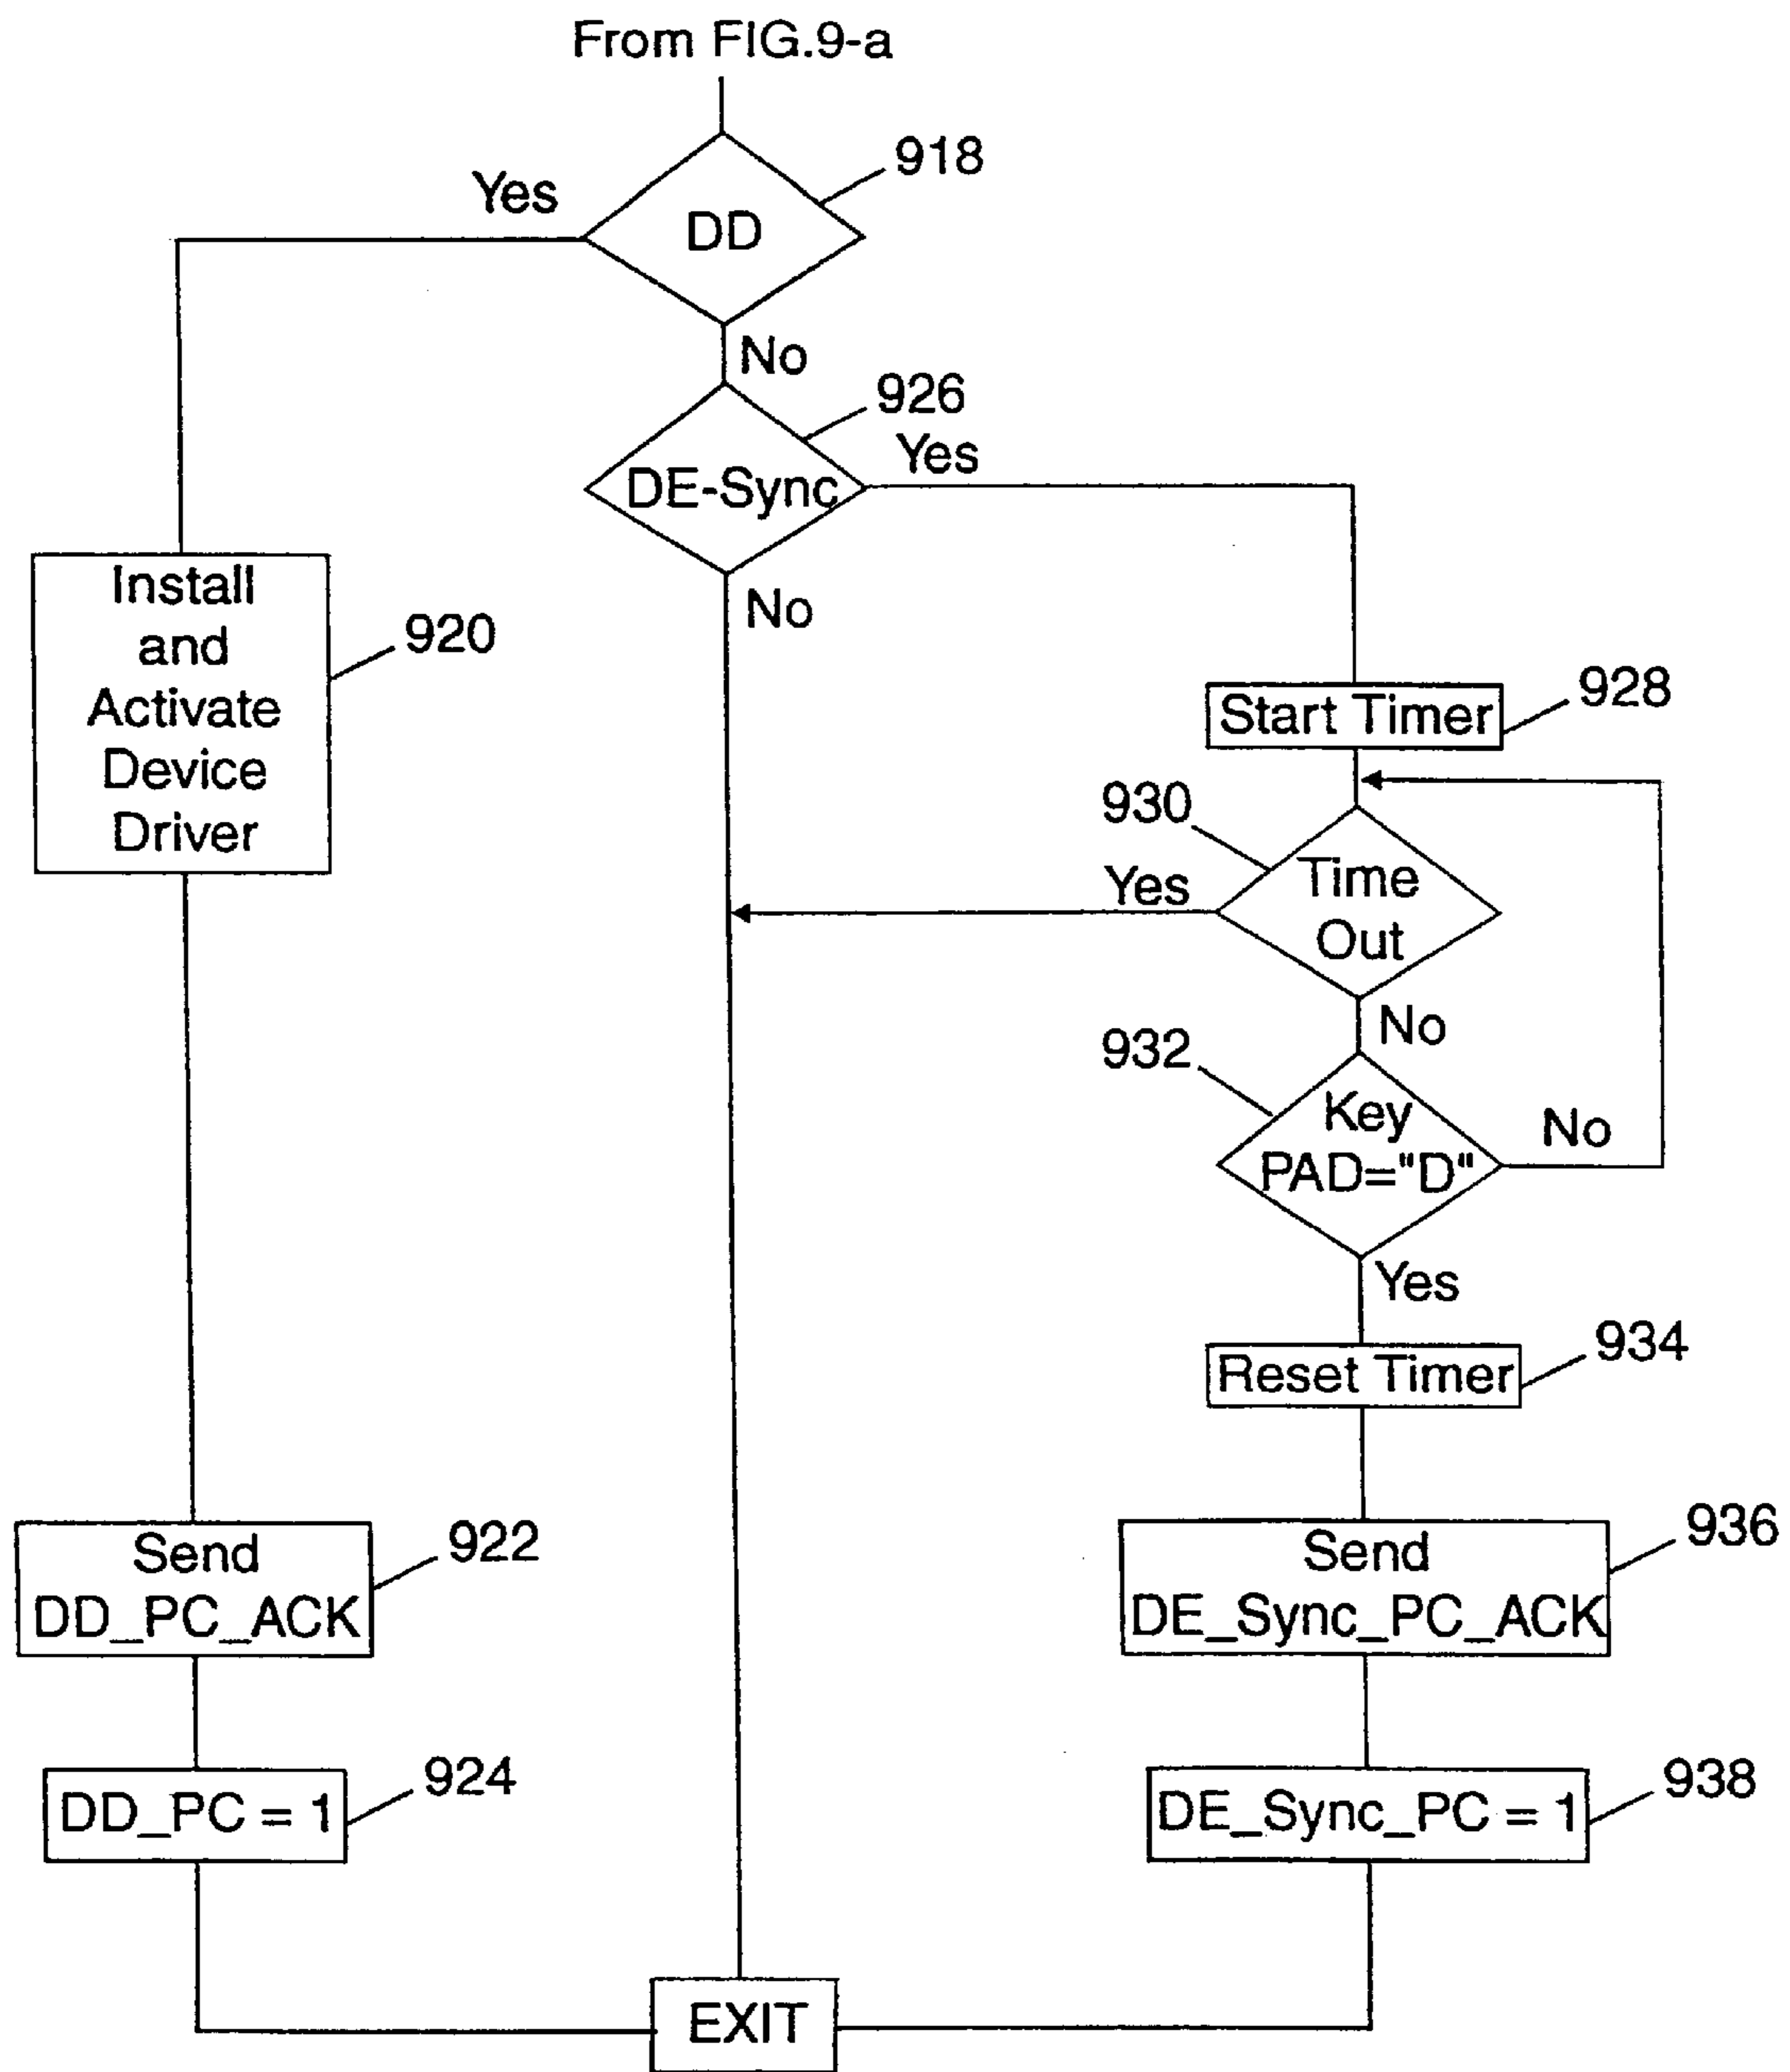 From FIG.9-a
918
Yes
DD
No
926
Yes
DE-Sync
No
Install
and
Activate
Device
Driver
920
Start Timer
928
930
Yes
Time
Out
No
932
Key
PAD="D"
No
Yes
Reset Timer
934
Send
DD_PC_ACK
922
Send
DE_Sync_PC_ACK
936
DD_PC = 1
924
DE_Sync_PC = 1
938
EXIT